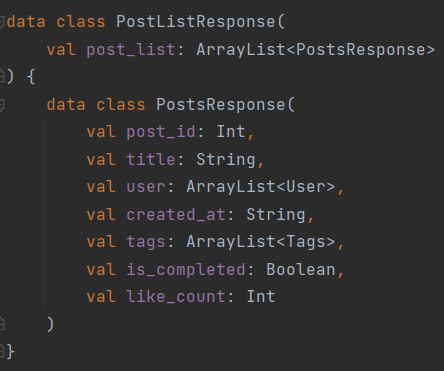 data class PostListResponse(
    val post_list: ArrayList<PostsResponse>
) {
    data class PostsResponse(
        val post_id: Int,
        val title: String,
        val user: ArrayList<User>,
        val created_at: String,
        val tags: ArrayList<Tags>,
        val is_completed: Boolean,
        val like_count: Int
    )
}